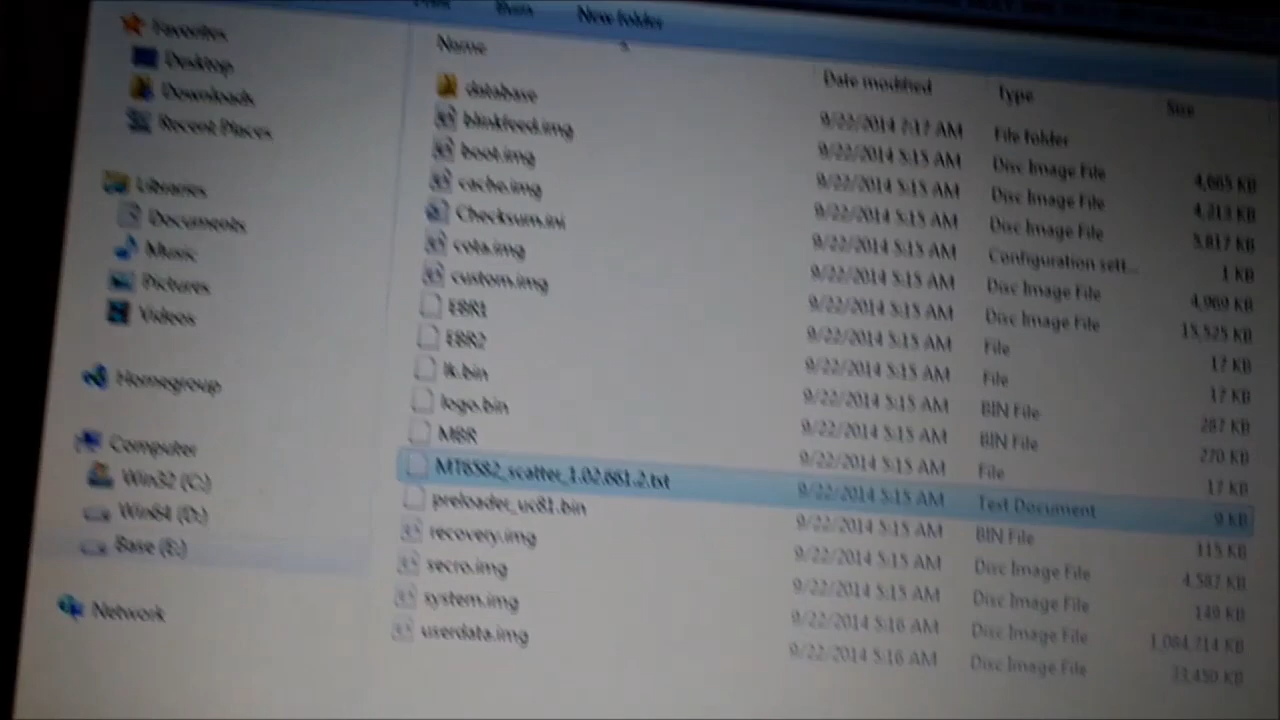 Burn New folder
Favorites
Desktop
Downloads
Recent Places
Libraries
Documents
Music
Pictures
Videos
Homegroup
Computer
Win32 (C:)
Win64 (D:)
Base (E:)
Network
Name Date modified Type Size
database 9/22/2014 7:17 AM File folder
blinkfeed.img 9/22/2014 5:15 AM Disc Image File 4,665 KB
boot.img 9/22/2014 5:15 AM Disc Image File 4,213 KB
cache.img 9/22/2014 5:15 AM Disc Image File 5,817 KB
Checksum.ini 9/22/2014 5:15 AM Configuration sett... 1 KB
cota.img 9/22/2014 5:15 AM Disc Image File 4,969 KB
custom.img 9/22/2014 5:15 AM Disc Image File 15,525 KB
EBR1 9/22/2014 5:15 AM File 17 KB
EBR2 9/22/2014 5:15 AM File 17 KB
lk.bin 9/22/2014 5:15 AM BIN File 287 KB
logo.bin 9/22/2014 5:15 AM BIN File 270 KB
MBR 9/22/2014 5:15 AM File 17 KB
MT6582_scatter_1.02.661.2.txt 9/22/2014 5:15 AM Text Document 9 KB
preloader_uc81.bin 9/22/2014 5:15 AM BIN File 115 KB
recovery.img 9/22/2014 5:15 AM Disc Image File 4,587 KB
secro.img 9/22/2014 5:15 AM Disc Image File 149 KB
system.img 9/22/2014 5:16 AM Disc Image File 1,084,714 KB
userdata.img 9/22/2014 5:16 AM Disc Image File 33,450 KB